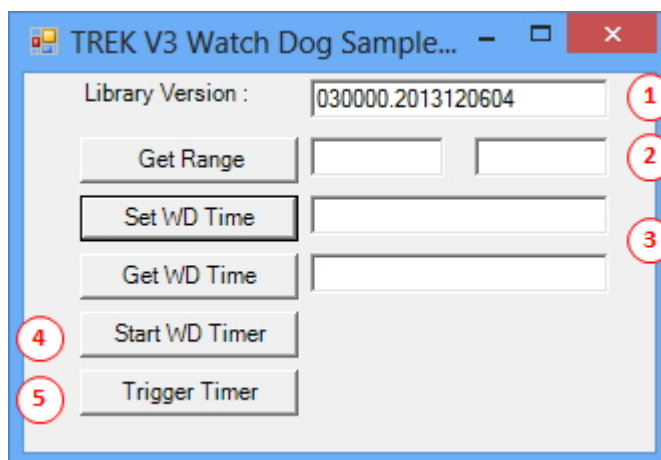 TREK V3 Watch Dog Sample...
Library Version :
030000.2013120604
1
Get Range
2
Set WD Time
3
Get WD Time
4
Start WD Timer
5
Trigger Timer